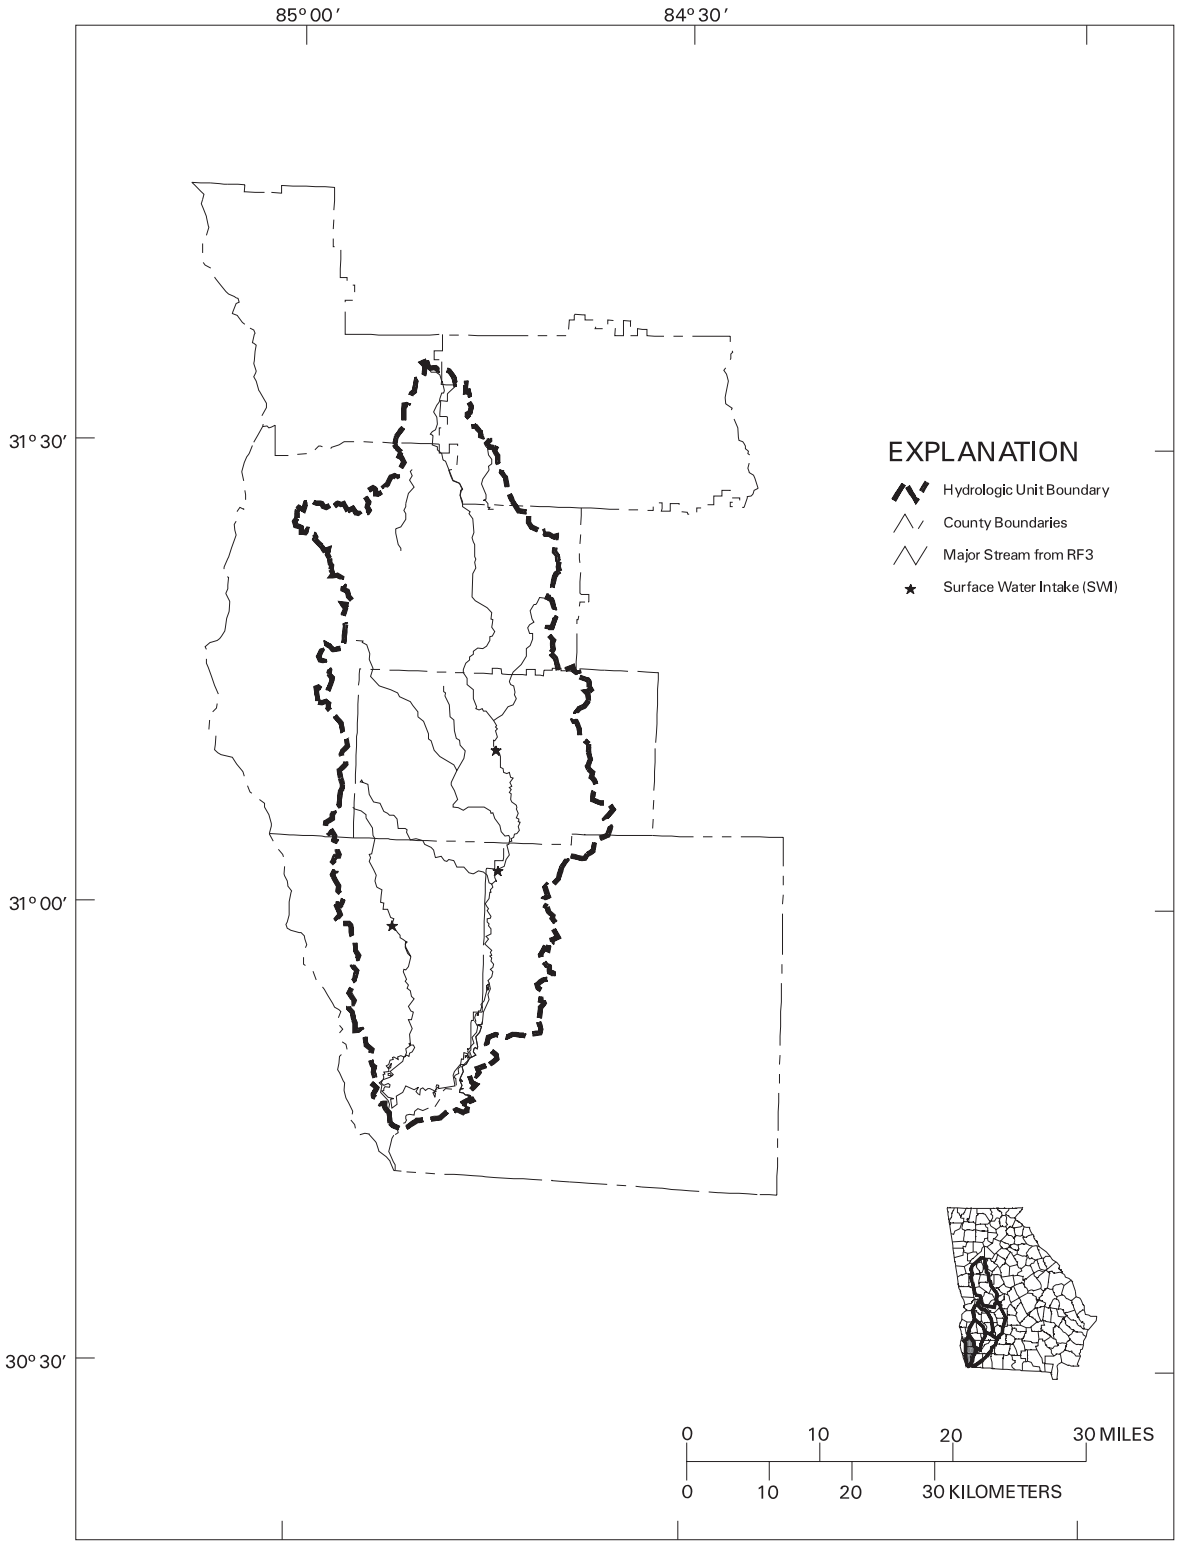 85° 00′
84° 30′
31° 30′
EXPLANATION
Hydrologic Unit Boundary
County Boundaries
Major Stream from RF3
Surface Water Intake (SWI)
31° 00′
30° 30′
0 10 20 30 MILES
0 10 20 30 KILOMETERS